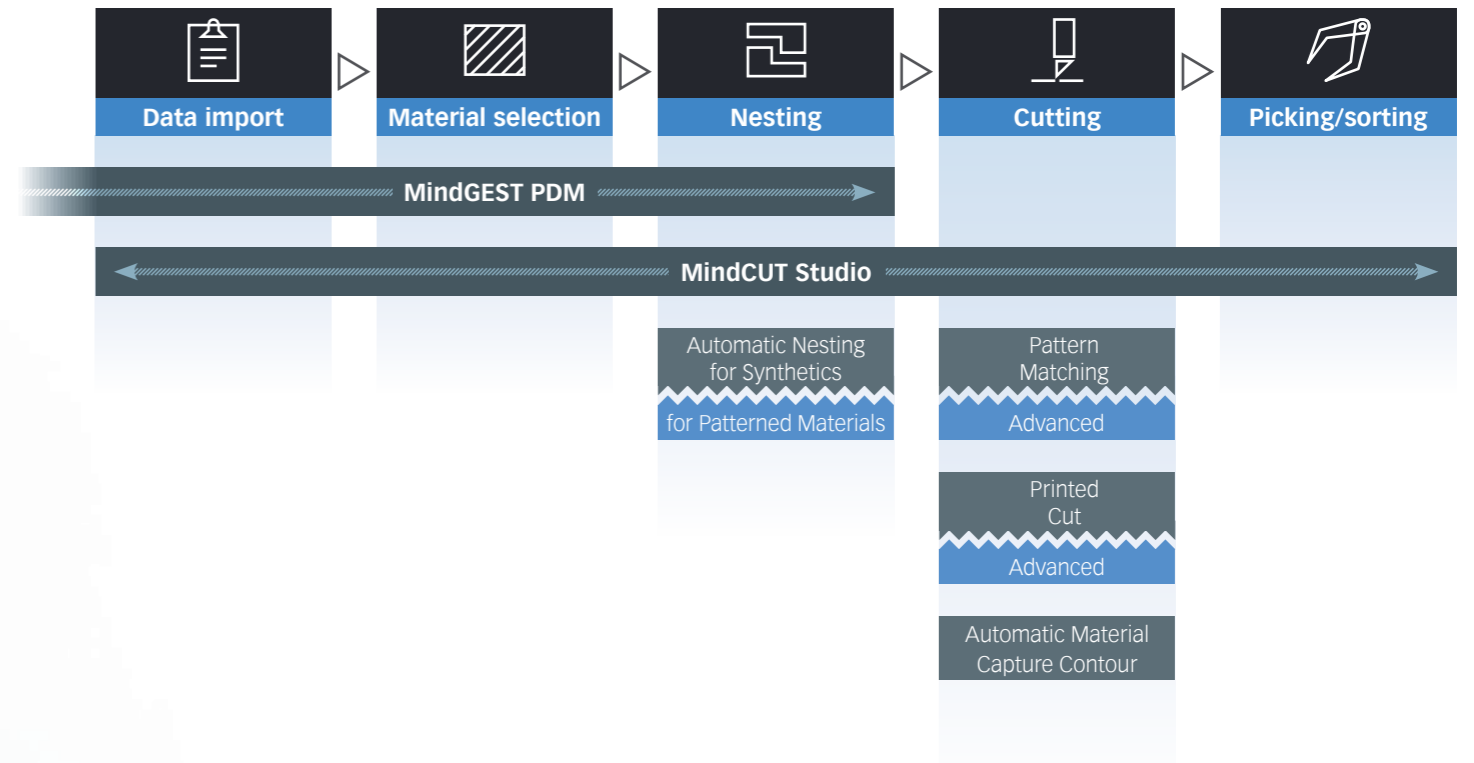 Data import
Material selection
Nesting
Cutting
Picking/sorting
MindGEST PDM
MindCUT Studio
Automatic Nesting
for Synthetics
for Patterned Materials
Pattern
Matching
Advanced
Printed
Cut
Advanced
Automatic Material
Capture Contour